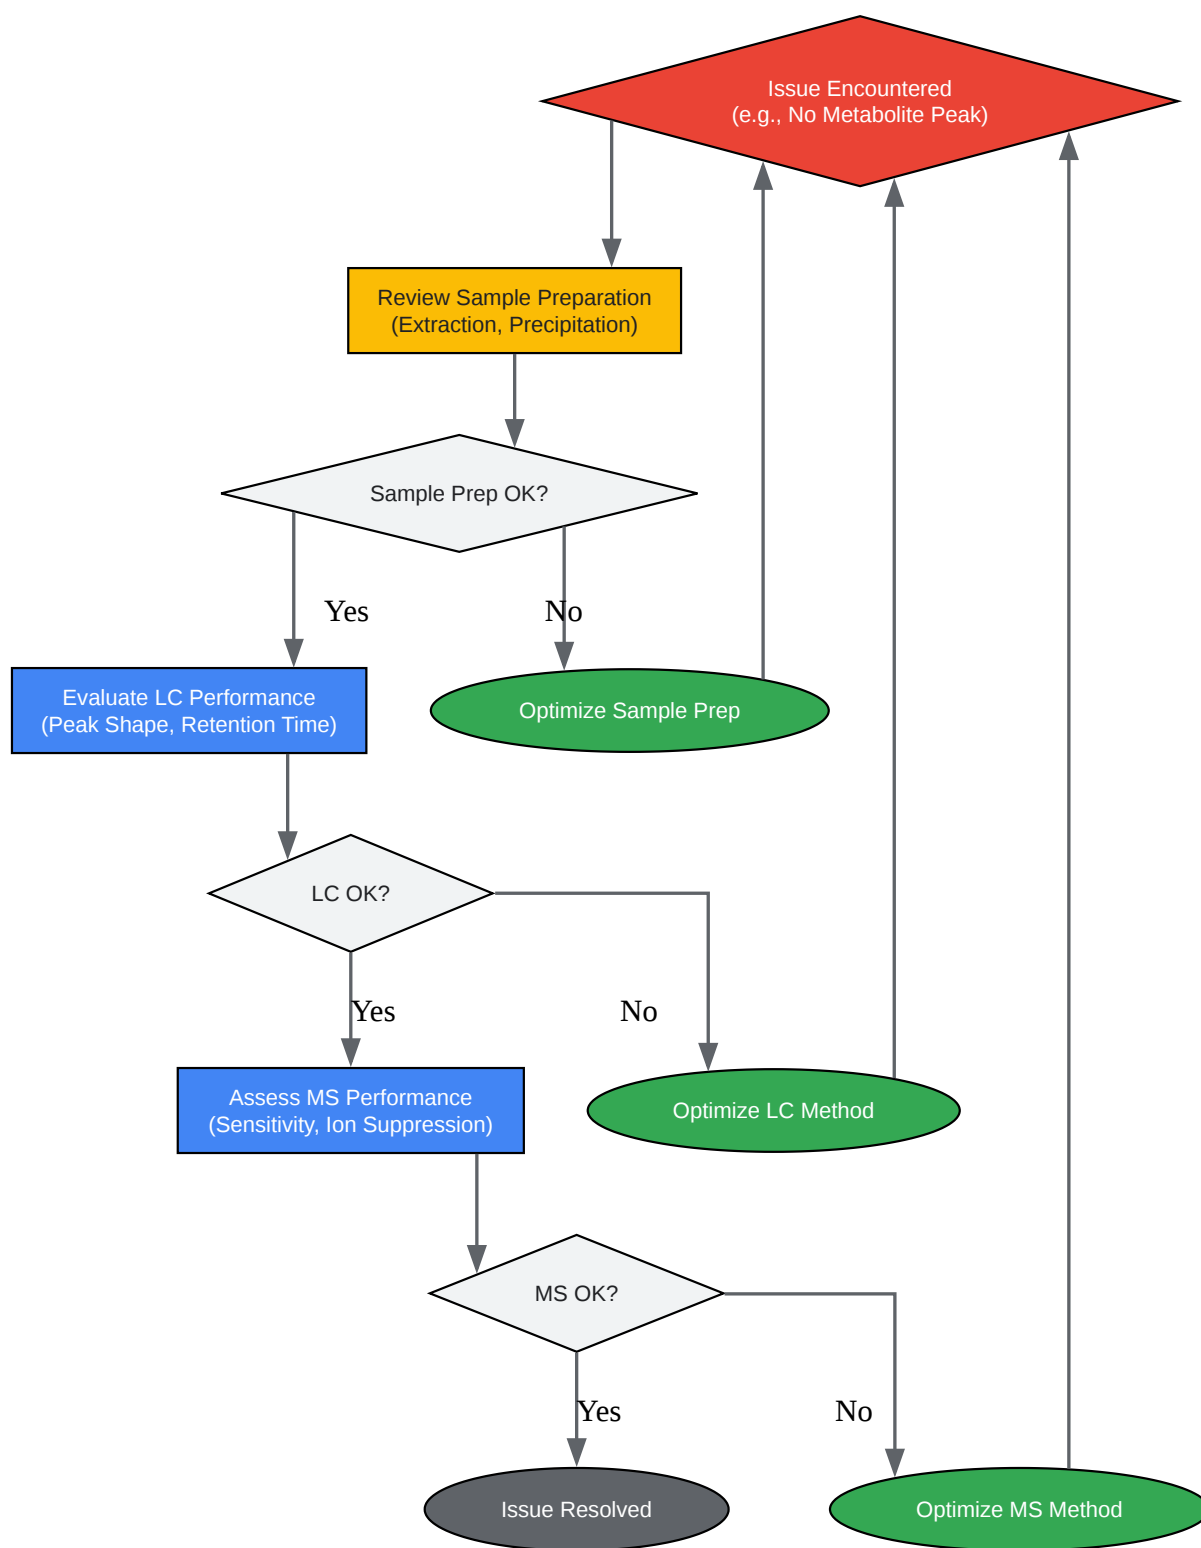 Issue Encountered
(e.g., No Metabolite Peak)
Review Sample Preparation
(Extraction, Precipitation)
Sample Prep OK?
Yes
No
Evaluate LC Performance
(Peak Shape, Retention Time)
Optimize Sample Prep
LC OK?
Yes
No
Assess MS Performance
(Sensitivity, Ion Suppression)
Optimize LC Method
MS OK?
Yes
No
Issue Resolved
Optimize MS Method